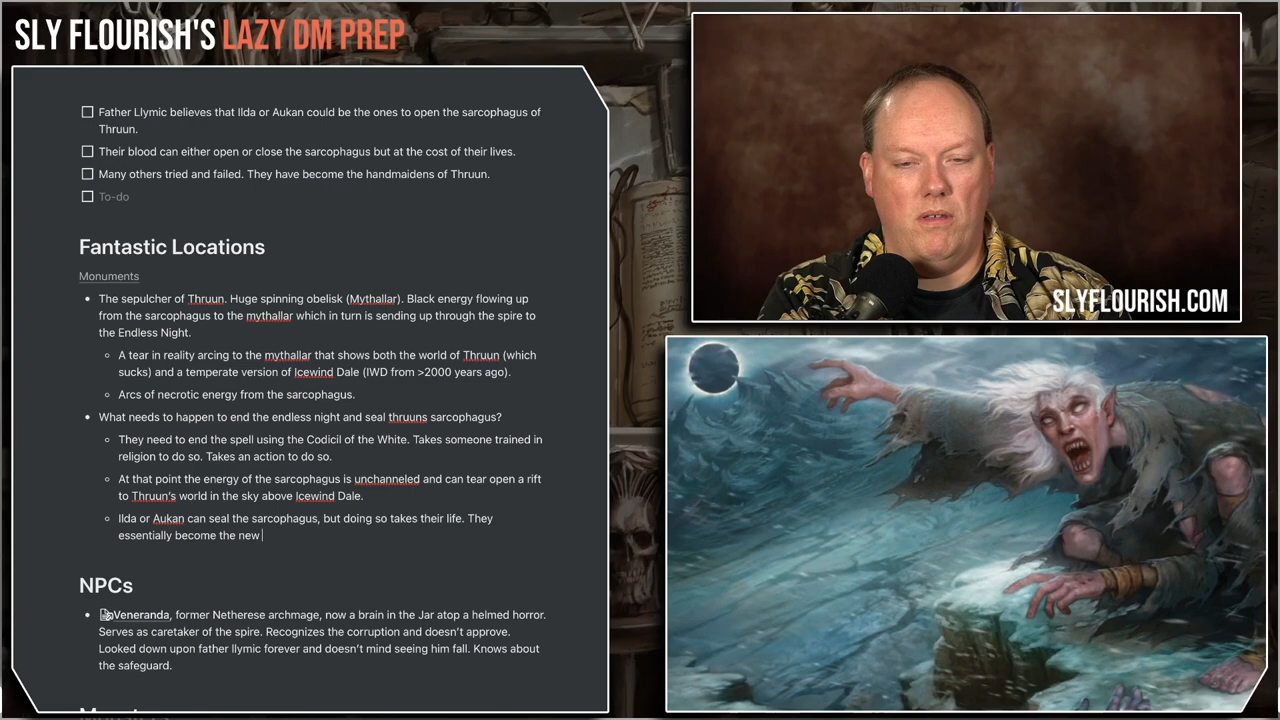 SLY FLOURISH'S LAZY DM PREP
Father Llymic believes that Ilda or Aukan could be the ones to open the sarcophagus of
Thruun.
Their blood can either open or close the sarcophagus but at the cost of their lives.
Many others tried and failed. They have become the handmaidens of Thruun.
To-do
Fantastic Locations
Monuments
The sepulcher of Thruun. Huge spinning obelisk (Mythallar). Black energy flowing up
from the sarcophagus to the mythallar which in turn is sending up through the spire to
the Endless Night.
A tear in reality arcing to the mythallar that shows both the world of Thruun (which
sucks) and a temperate version of Icewind Dale (IWD from >2000 years ago).
Arcs of necrotic energy from the sarcophagus.
What needs to happen to end the endless night and seal thruuns sarcophagus?
They need to end the spell using the Codicil of the White. Takes someone trained in
religion to do so. Takes an action to do so.
At that point the energy of the sarcophagus is unchanneled and can tear open a rift
to Thruun's world in the sky above Icewind Dale.
Ilda or Aukan can seal the sarcophagus, but doing so takes their life. They
essentially become the new
NPCs
Veneranda, former Netherese archmage, now a brain in the Jar atop a helmed horror.
Serves as caretaker of the spire. Recognizes the corruption and doesn't approve.
Looked down upon father llymic forever and doesn't mind seeing him fall. Knows about
the safeguard.
SLYFLOURISH.COM